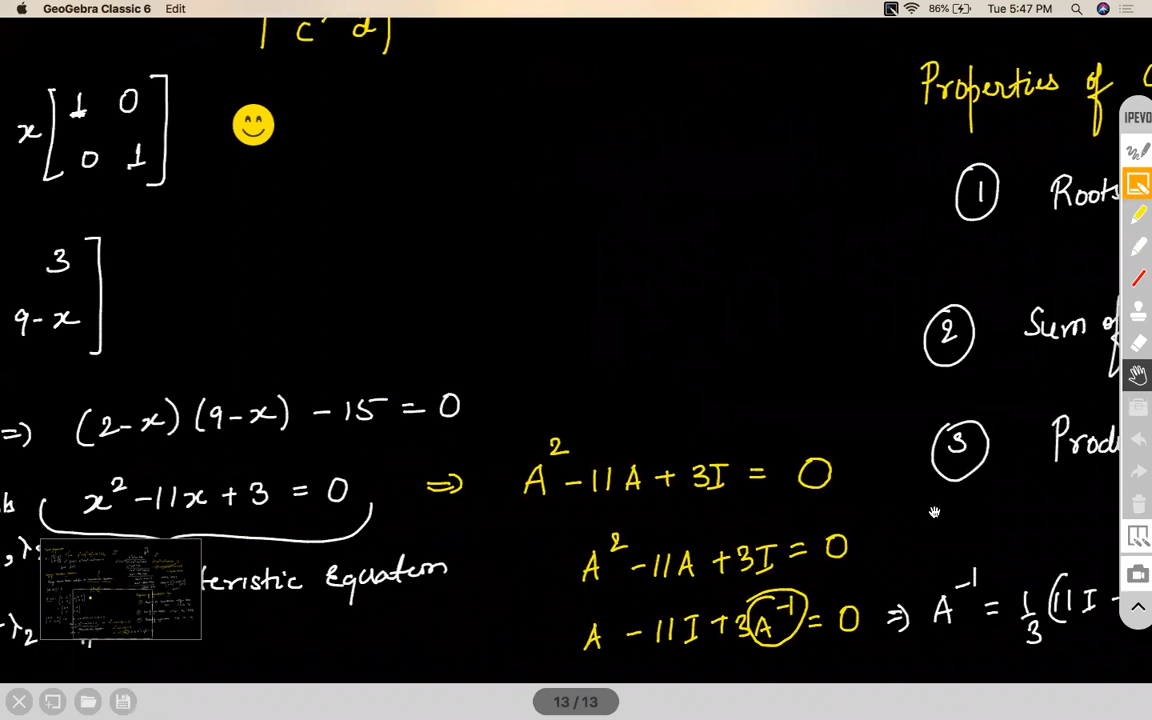 GeoGebra Classic 6 Edit 86% Tue 5:47 PM
c' d
x [1 0
0 1]
Properties of
IPEVO
1 Roots
3
9-x
2 Sum of
=> (2-x)(9-x) -15 = 0
3 Prod
x² -11x + 3 = 0 => A² -11A + 3I = 0
A² -11A +3I = 0
teristic Equation
A - 11I + 3A⁻¹ = 0 => A⁻¹ = 1/3 (11I -
λ₂
13 / 13